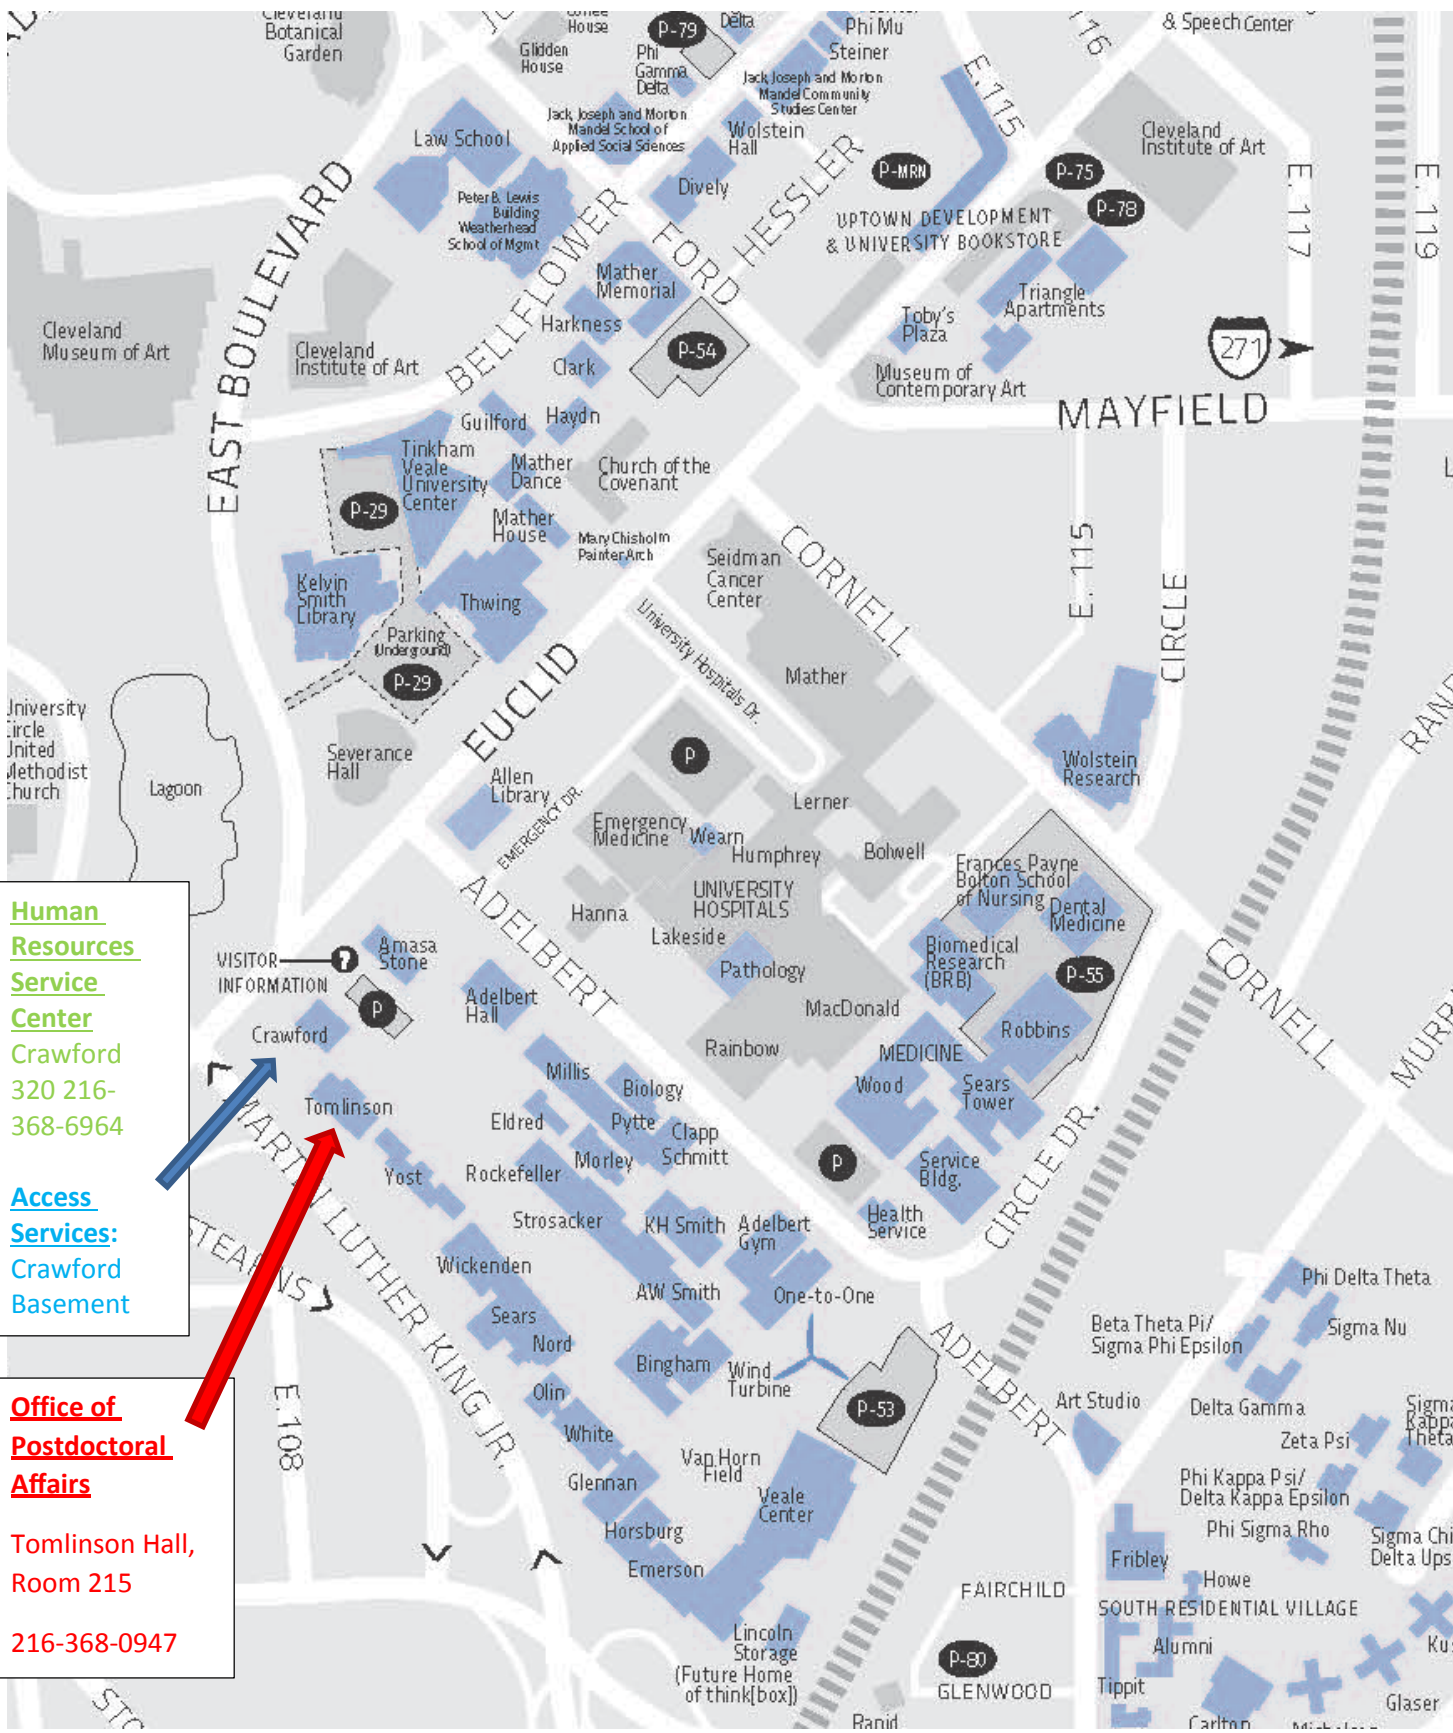 Cleveland
Botanical
Garden
Glidden
House
House
P-79
Delta
Phi
Gamma
Delta
Phi Mu
Steiner
Jack, Joseph and Morton
Mandel Community
Studies Center
E. 115
116
& Speech Center
Cleveland
Institute of Art
E. 117
E. 119
Law School
Jack, Joseph and Morton
Mandel School of
Applied Social Sciences
Wolstein
Hall
Dively
HESSLER
P-MRN
P-75
P-78
UPTOWN DEVELOPMENT
& UNIVERSITY BOOKSTORE
Peter B. Lewis
Building
Weatherhead
School of Mgmt
EAST BOULEVARD
BELLFLOWER
FORD
Mather
Memorial
Harkness
Clark
P-54
Triangle
Apartments
Toby's
Plaza
Museum of
Contemporary Art
271
MAYFIELD
Cleveland
Museum of Art
Cleveland
Institute of Art
Guilford
Haydn
Tinkham
Veale
University
Center
Mather
Dance
Mather
House
Church of the
Covenant
P-29
Mary Chisholm
Painter Arch
Kelvin
Smith
Library
Thwing
Parking
(Underground)
P-29
Seidman
Cancer
Center
CORNELL
E. 115
CIRCLE
University Hospitals Dr.
Mather
EUCLID
University
Circle
United
Methodist
Church
Lagoon
Severance
Hall
P
Wolstein
Research
RAND
Allen
Library
EMERGENCY DR.
Lerner
Emergency
Medicine
Wearn
Humphrey
Bolwell
UNIVERSITY
HOSPITALS
Hanna
Lakeside
Pathology
Frances Payne
Bolton School
of Nursing
Dental
Medicine
Biomedical
Research
(BRB)
P-55
CORNELL
ADELBERT
MacDonald
Robbins
Rainbow
MEDICINE
Wood
Sears
Tower
MURR
VISITOR
INFORMATION
?
Amasa
Stone
P
Adelbert
Hall
Crawford
Tomlinson
Millis
Biology
Eldred
Pytte
Clapp
Schmitt
Morley
Rockefeller
Yost
P
Service
Bldg.
CIRCLE DR.
Strosacker
KH Smith
Adelbert
Gym
Health
Service
Human
Resources
Service
Center
Crawford
320 216-
368-6964
Access
Services:
Crawford
Basement
MARTIN LUTHER KING JR.
STEARNS
Wickenden
AW Smith
One-to-One
Sears
Nord
Bingham
Wind
Turbine
Phi Delta Theta
Beta Theta Pi/
Sigma Phi Epsilon
Sigma Nu
ADELBERT
Olin
P-53
Art Studio
Delta Gamma
Sigma
Kappa
Theta
Zeta Psi
Office of
Postdoctoral
Affairs
Tomlinson Hall,
Room 215
216-368-0947
E. 108
White
Van Horn
Field
Glennan
Veale
Center
Phi Kappa Psi/
Delta Kappa Epsilon
Horsburg
Phi Sigma Rho
Sigma Chi
Delta Ups
Emerson
Fribley
Howe
FAIRCHILD
SOUTH RESIDENTIAL VILLAGE
Lincoln
Storage
(Future Home
of think[box])
Alumni
P-80
GLENWOOD
Tippit
Glaser
Carlton
Rapid